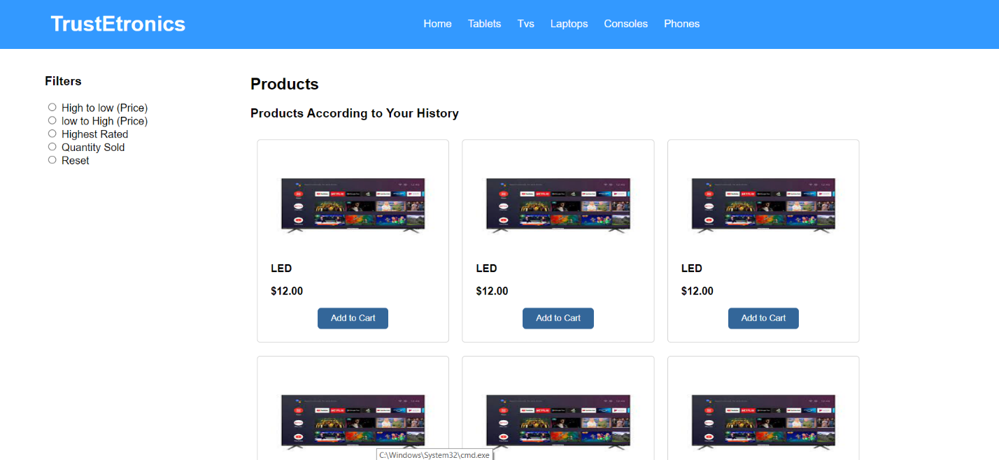 TrustEtronics
Home Tablets Tvs Laptops Consoles Phones
Filters
High to low (Price)
low to High (Price)
Highest Rated
Quantity Sold
Reset
Products
Products According to Your History
LED
$12.00
Add to Cart
LED
$12.00
Add to Cart
LED
$12.00
Add to Cart
C:\Windows\System32\cmd.exe